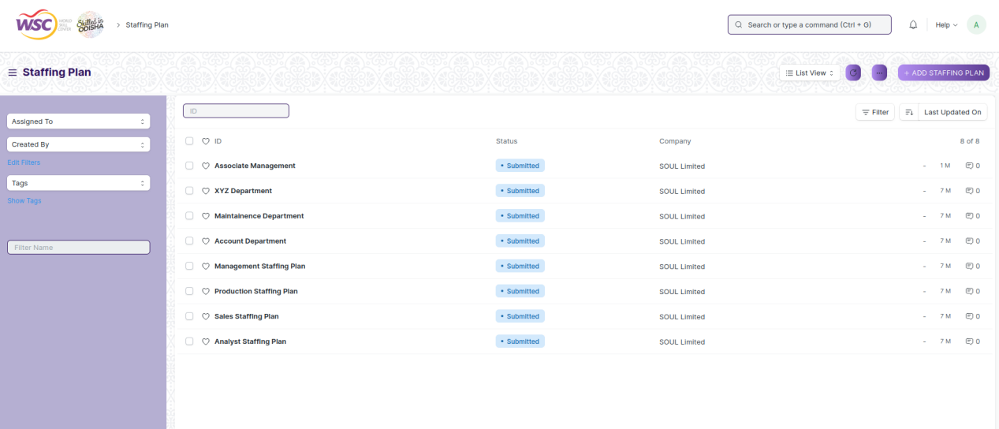 WSC WORLD SKILL CENTER Skilled in ODISHA > Staffing Plan Search or type a command (Ctrl + G) Help A
Staffing Plan List View ... + ADD STAFFING PLAN
Assigned To
Created By
Edit Filters
Tags
Show Tags
Filter Name
ID Filter Last Updated On
ID Status Company 8 of 8
Associate Management • Submitted SOUL Limited - 1 M 0
XYZ Department • Submitted SOUL Limited - 7 M 0
Maintainence Department • Submitted SOUL Limited - 7 M 0
Account Department • Submitted SOUL Limited - 7 M 0
Management Staffing Plan • Submitted SOUL Limited - 7 M 0
Production Staffing Plan • Submitted SOUL Limited - 7 M 0
Sales Staffing Plan • Submitted SOUL Limited - 7 M 0
Analyst Staffing Plan • Submitted SOUL Limited - 7 M 0